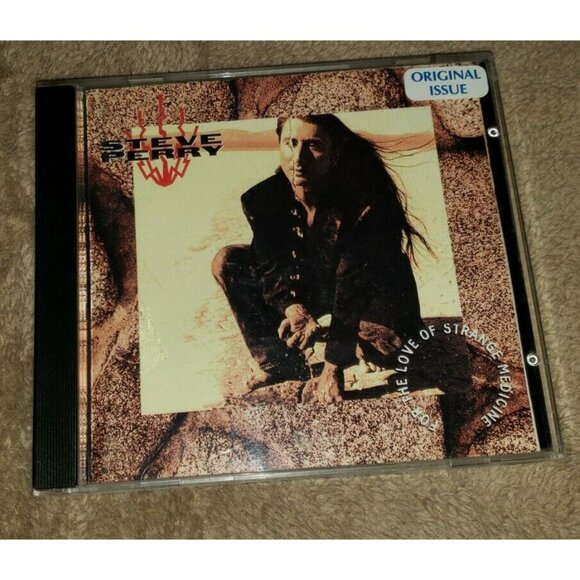 ORIGINAL
ISSUE
STEVE
PERRY
FOR THE LOVE OF STRANGE MEDICINE